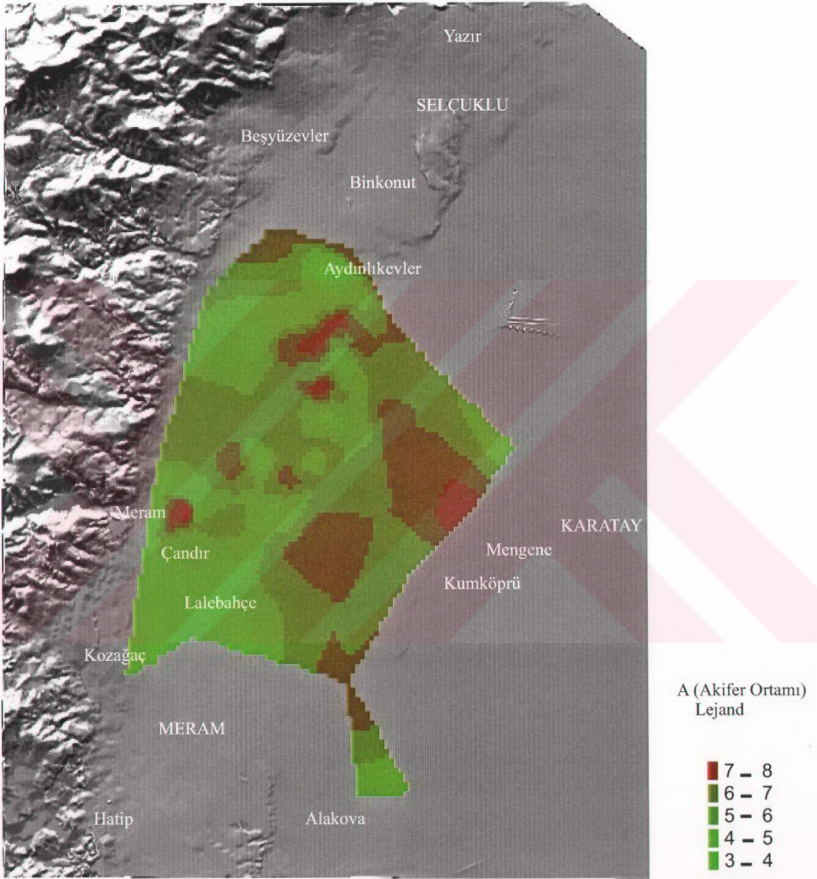 Yazır
SELÇUKLU
Beşyüzevler
Binkonut
Aydınlıkevler
Meram
KARATAY
Mengene
Çandır
Kumköprü
Lalebahçe
Kozağaç
A (Akifer Ortamı)
Lejand
MERAM
7 – 8
6 – 7
Hatip
Alakova
5 – 6
4 – 5
3 – 4